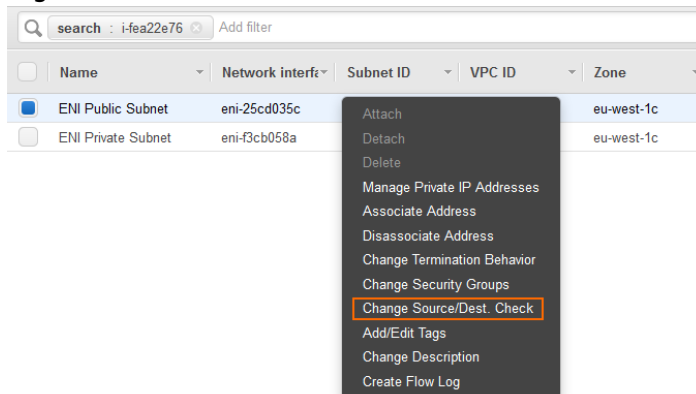 search : i-fea22e76 Add filter
Name Network interfa Subnet ID VPC ID Zone
ENI Public Subnet eni-25cd035c eu-west-1c
ENI Private Subnet eni-f3cb058a eu-west-1c
Attach
Detach
Delete
Manage Private IP Addresses
Associate Address
Disassociate Address
Change Termination Behavior
Change Security Groups
Change Source/Dest. Check
Add/Edit Tags
Change Description
Create Flow Log